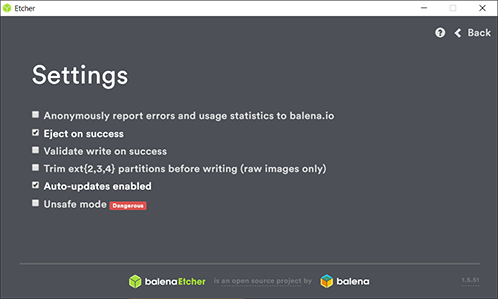 Etcher
Back
Settings
Anonymously report errors and usage statistics to balena.io
Eject on success
Validate write on success
Trim ext{2,3,4} partitions before writing (raw images only)
Auto-updates enabled
Unsafe mode Dangerous
balenaEtcher is an open source project by balena 1.5.51